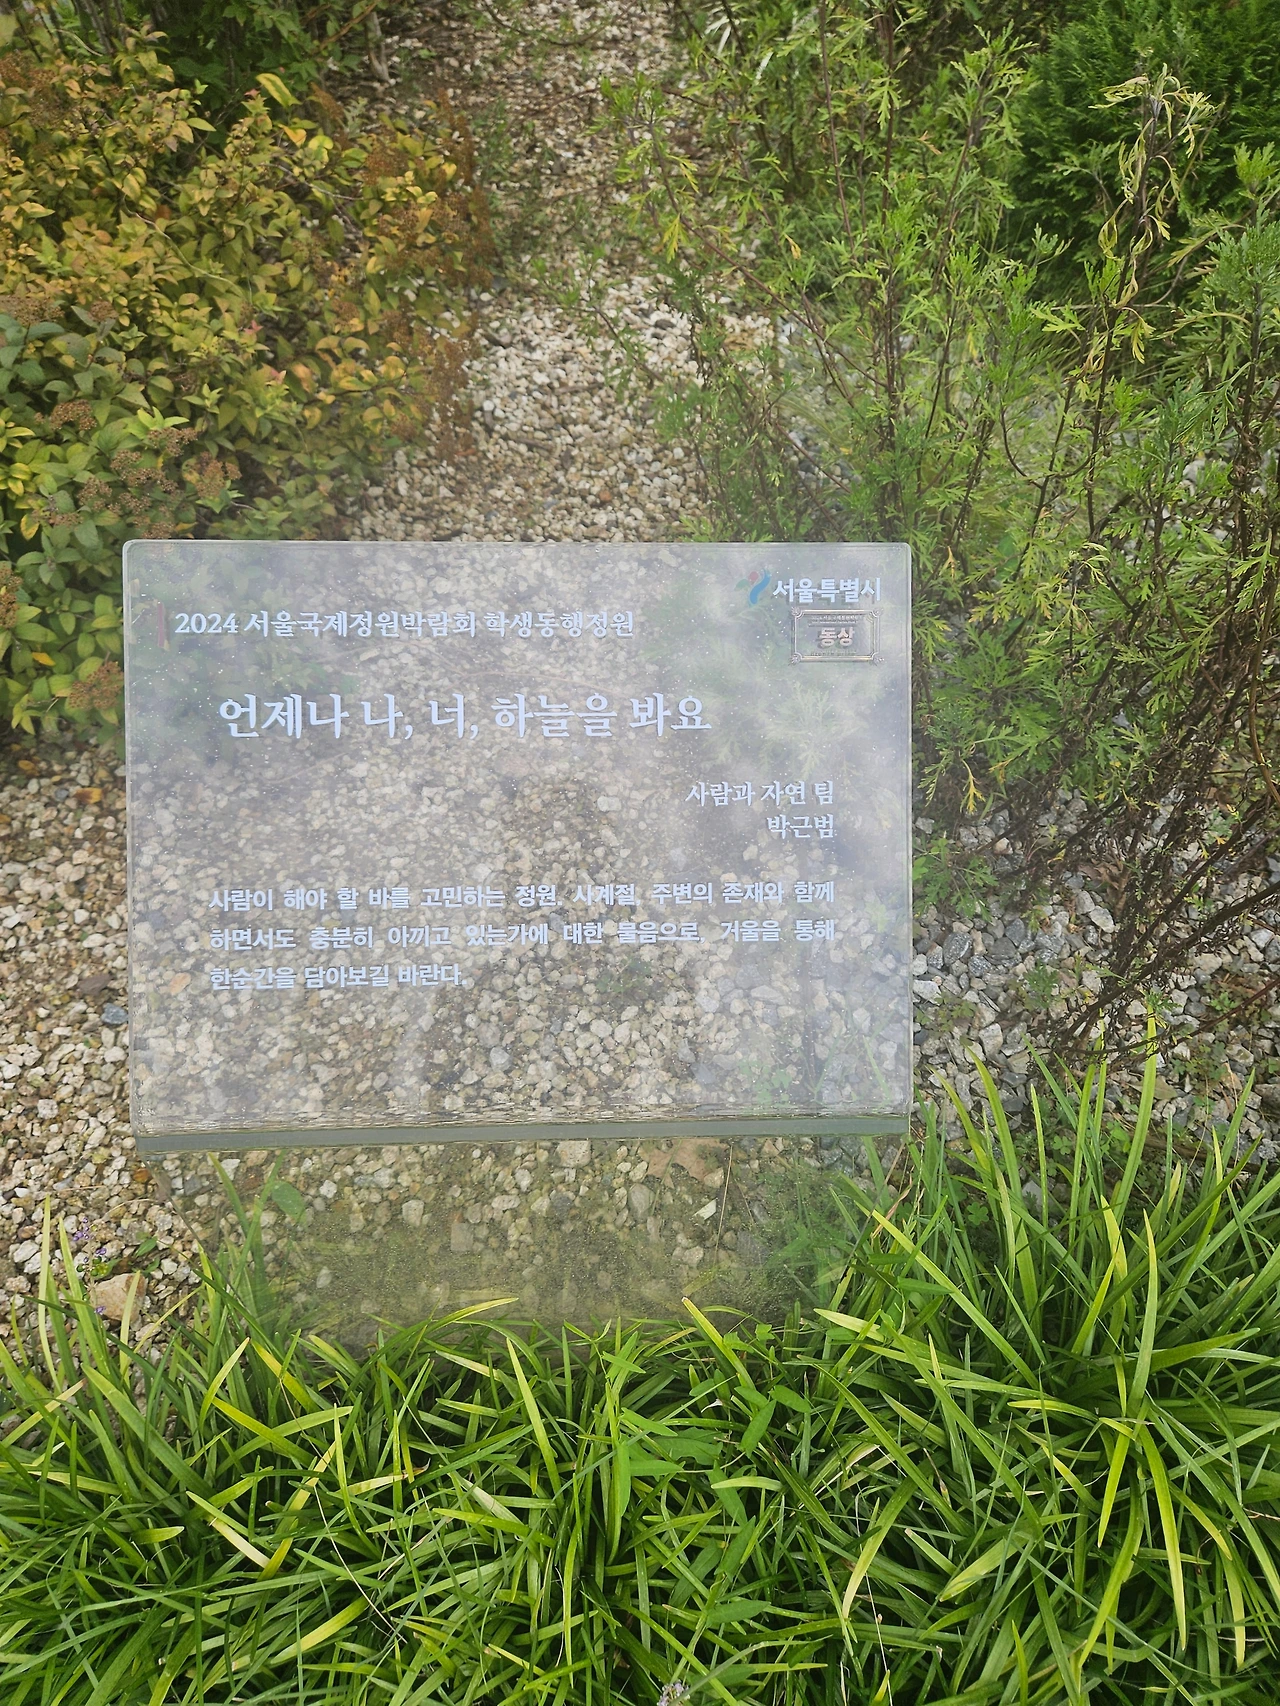 서울특별시
2024 서울국제정원박람회 학생동행정원
동상
언제나 나, 너, 하늘을 봐요
사람과 자연 팀
박근범
사람이 해야 할 바를 고민하는 정원. 사계절, 주변의 존재와 함께
하면서도 충분히 아끼고 있는가에 대한 물음으로, 거울을 통해
한순간을 담아보길 바란다.